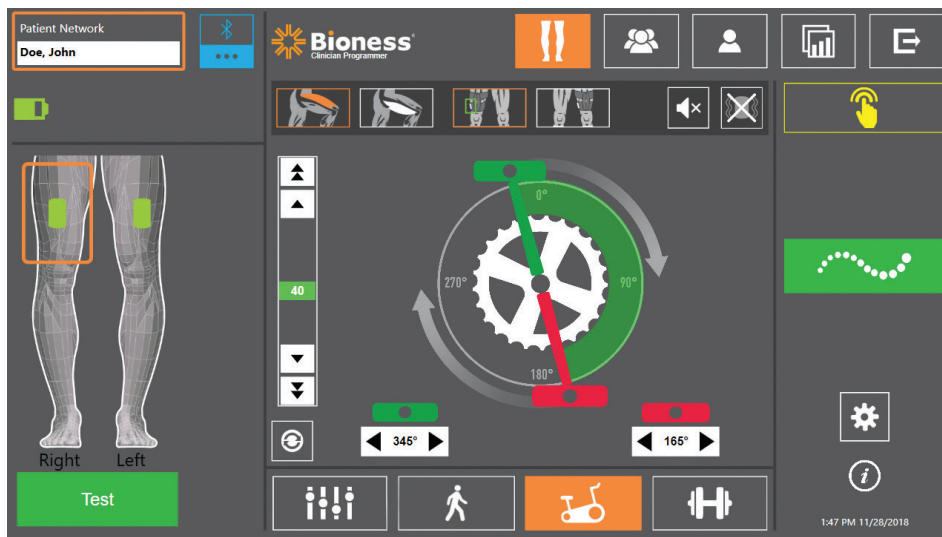 Patient Network
Doe, John
Bioness
Clinician Programmer
0°
270°
90°
40
180°
345°
165°
Right
Left
Test
i
1:47 PM 11/28/2018